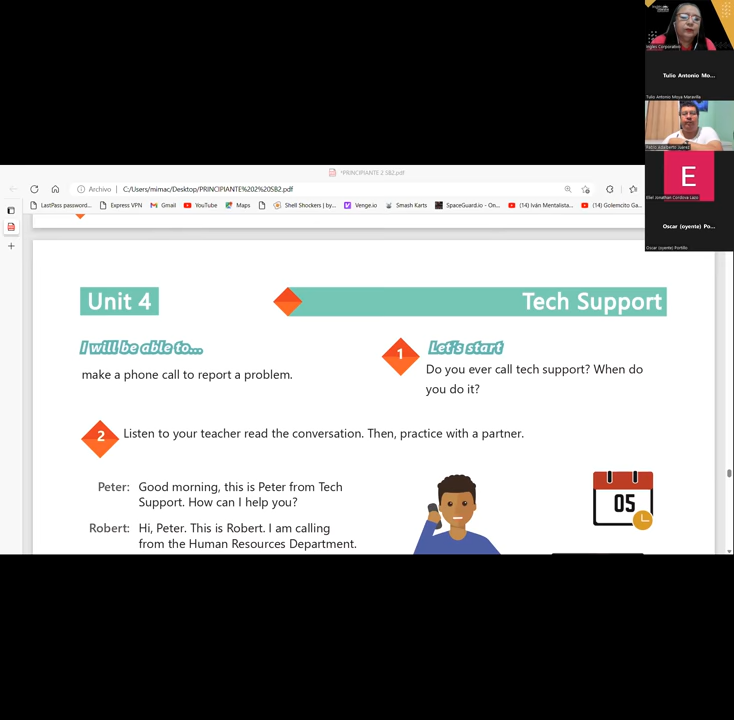 Inglés Corporativo
Tulio Antonio Mo...
Tulio Antonio Moya Maravilla
*PRINCIPIANTE 2 SB2.pdf
Archivo
C:/Users/mimac/Desktop/PRINCIPIANTE%202%20SB2.pdf
LastPass password...
Express VPN
Gmail
YouTube
Maps
Shell Shockers | by...
Venge.io
Smash Karts
SpaceGuard.io - On...
(14) Iván Mentalista...
(14) Golemcito Ga...
E
Eliel Jonathan Cordova Lazo
Oscar (oyente) Po...
Oscar (oyente) Portillo
Unit 4
Tech Support
I will be able to...
make a phone call to report a problem.
1
Let's start
Do you ever call tech support? When do
you do it?
2
Listen to your teacher read the conversation. Then, practice with a partner.
Peter: Good morning, this is Peter from Tech
Support. How can I help you?
Robert: Hi, Peter. This is Robert. I am calling
from the Human Resources Department.
05